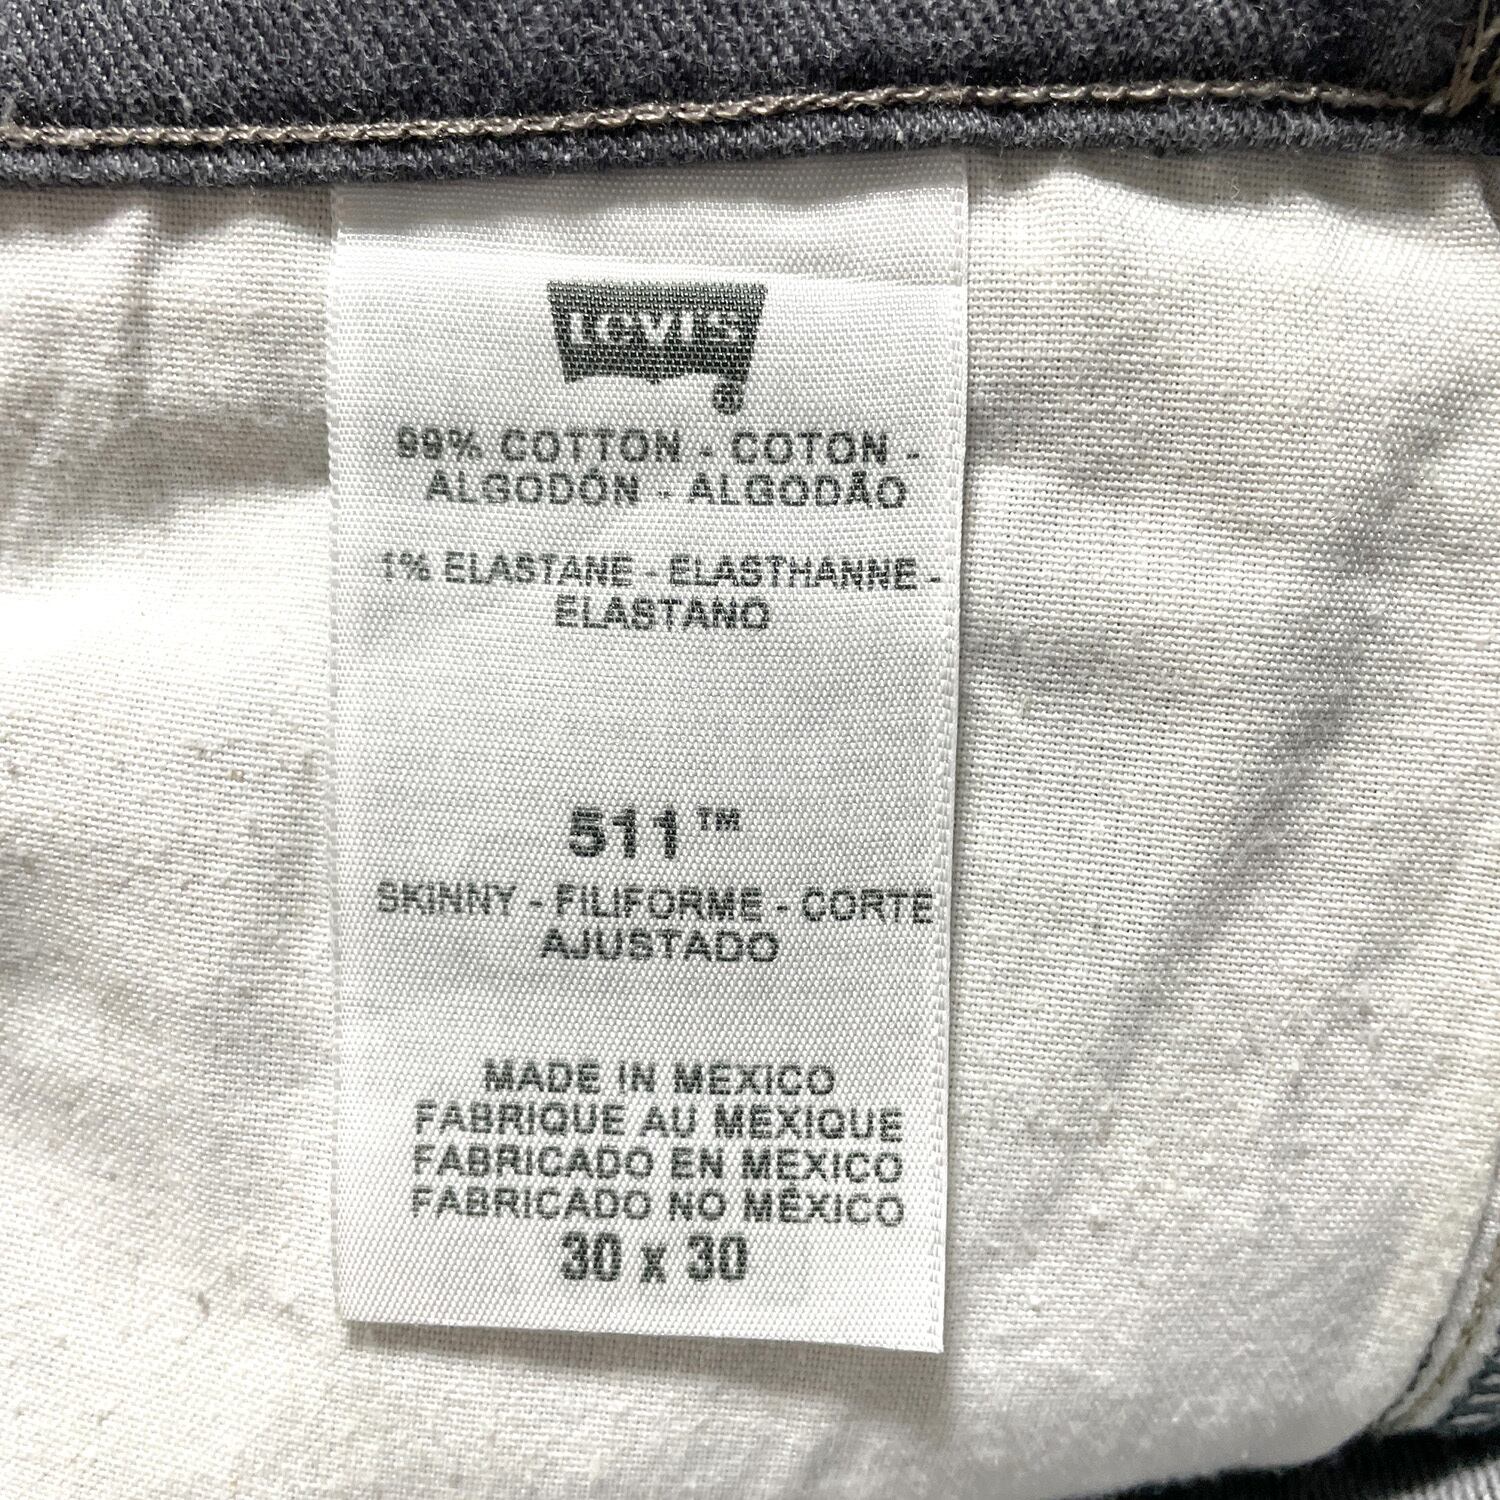 Levi's
®
99% COTTON - COTON -
ALGODÓN - ALGODÃO
1% ELASTANE - ELASTHANNE -
ELASTANO
511™
SKINNY - FILIFORME - CORTE
AJUSTADO
MADE IN MEXICO
FABRIQUE AU MEXIQUE
FABRICADO EN MEXICO
FABRICADO NO MÉXICO
30 x 30